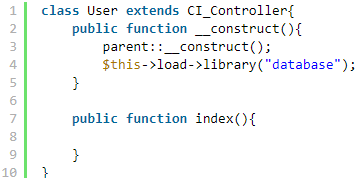 1 class User extends CI_Controller{
2     public function __construct(){
3         parent::__construct();
4         $this->load->library("database");
5     }
6
7     public function index(){
8
9     }
10 }